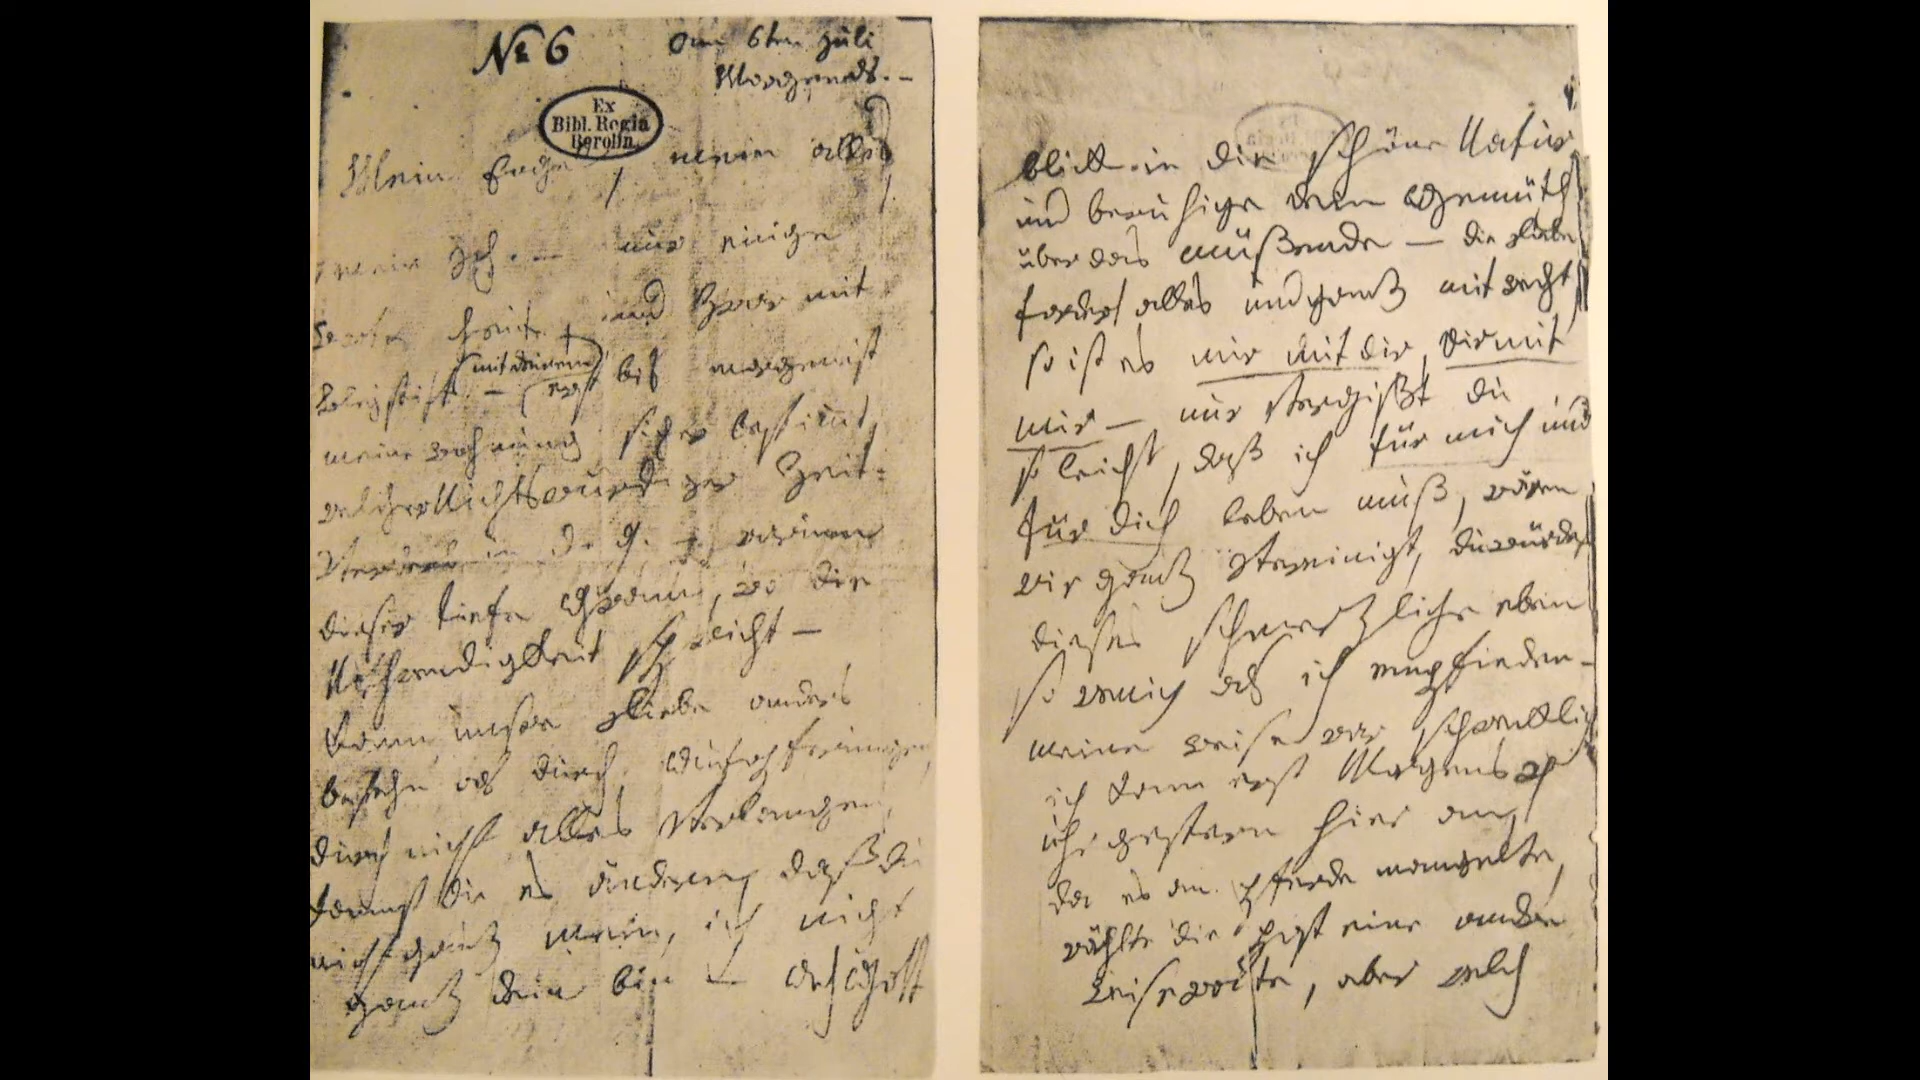 № 6
am 6ten Juli
Morgends. –
Ex
Bibl. Regia
Berolin.
Mein Engel, mein alles
mein Ich. – nur einige
Worte heute, und zwar mit
Bleystift – (mit deinem)
erst bis morgen ist
meine wohnung sicher bestimt,
welcher Nichtswürdiger Zeit-
Verderb in d. g. – warum
dieser tiefe Gram, wo die
Nothwendigkeit spricht –
Kann unsre Liebe anders
bestehn als durch Aufopferungen,
durch nicht alles Verlangen,
kannst du es ändern, daß du
nicht ganz mein, ich nicht
ganz dein bin – Ach Gott
blick in die schöne Natur
und beruhige dein Gemüth
über das müßende – die Liebe
fordert alles und ganz mit recht,
so ist es mir mit dir, dir mit
mir – nur Vergißt du
so leicht, daß ich für mich und
für dich leben muß, wären
wir ganz Vereinigt, du würdest
dieses schmerzliche eben
so wenig als ich empfinden –
meine reise war schrecklich
ich kam erst Morgens 4
uhr gestern hier an,
da es an pferde mangelte,
wählte die post eine andre
Reiseroute, aber welch